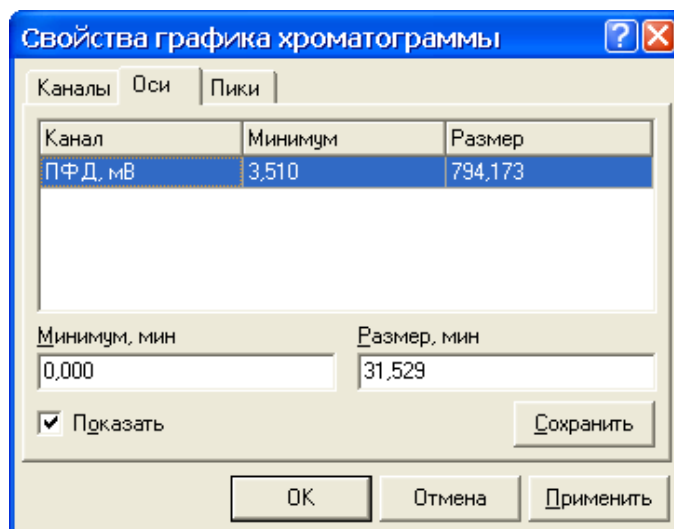 Свойства графика хроматограммы
Каналы Оси Пики
Канал Минимум Размер
ПФД, мВ 3,510 794,173
Минимум, мин Размер, мин
0,000 31,529
Показать Сохранить
ОК Отмена Применить